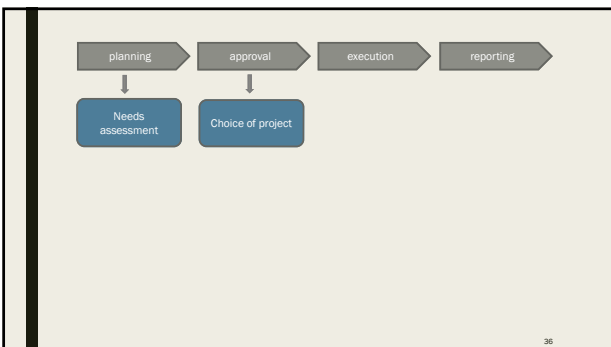 planning
approval
execution
reporting
Needs
assessment
Choice of project
36